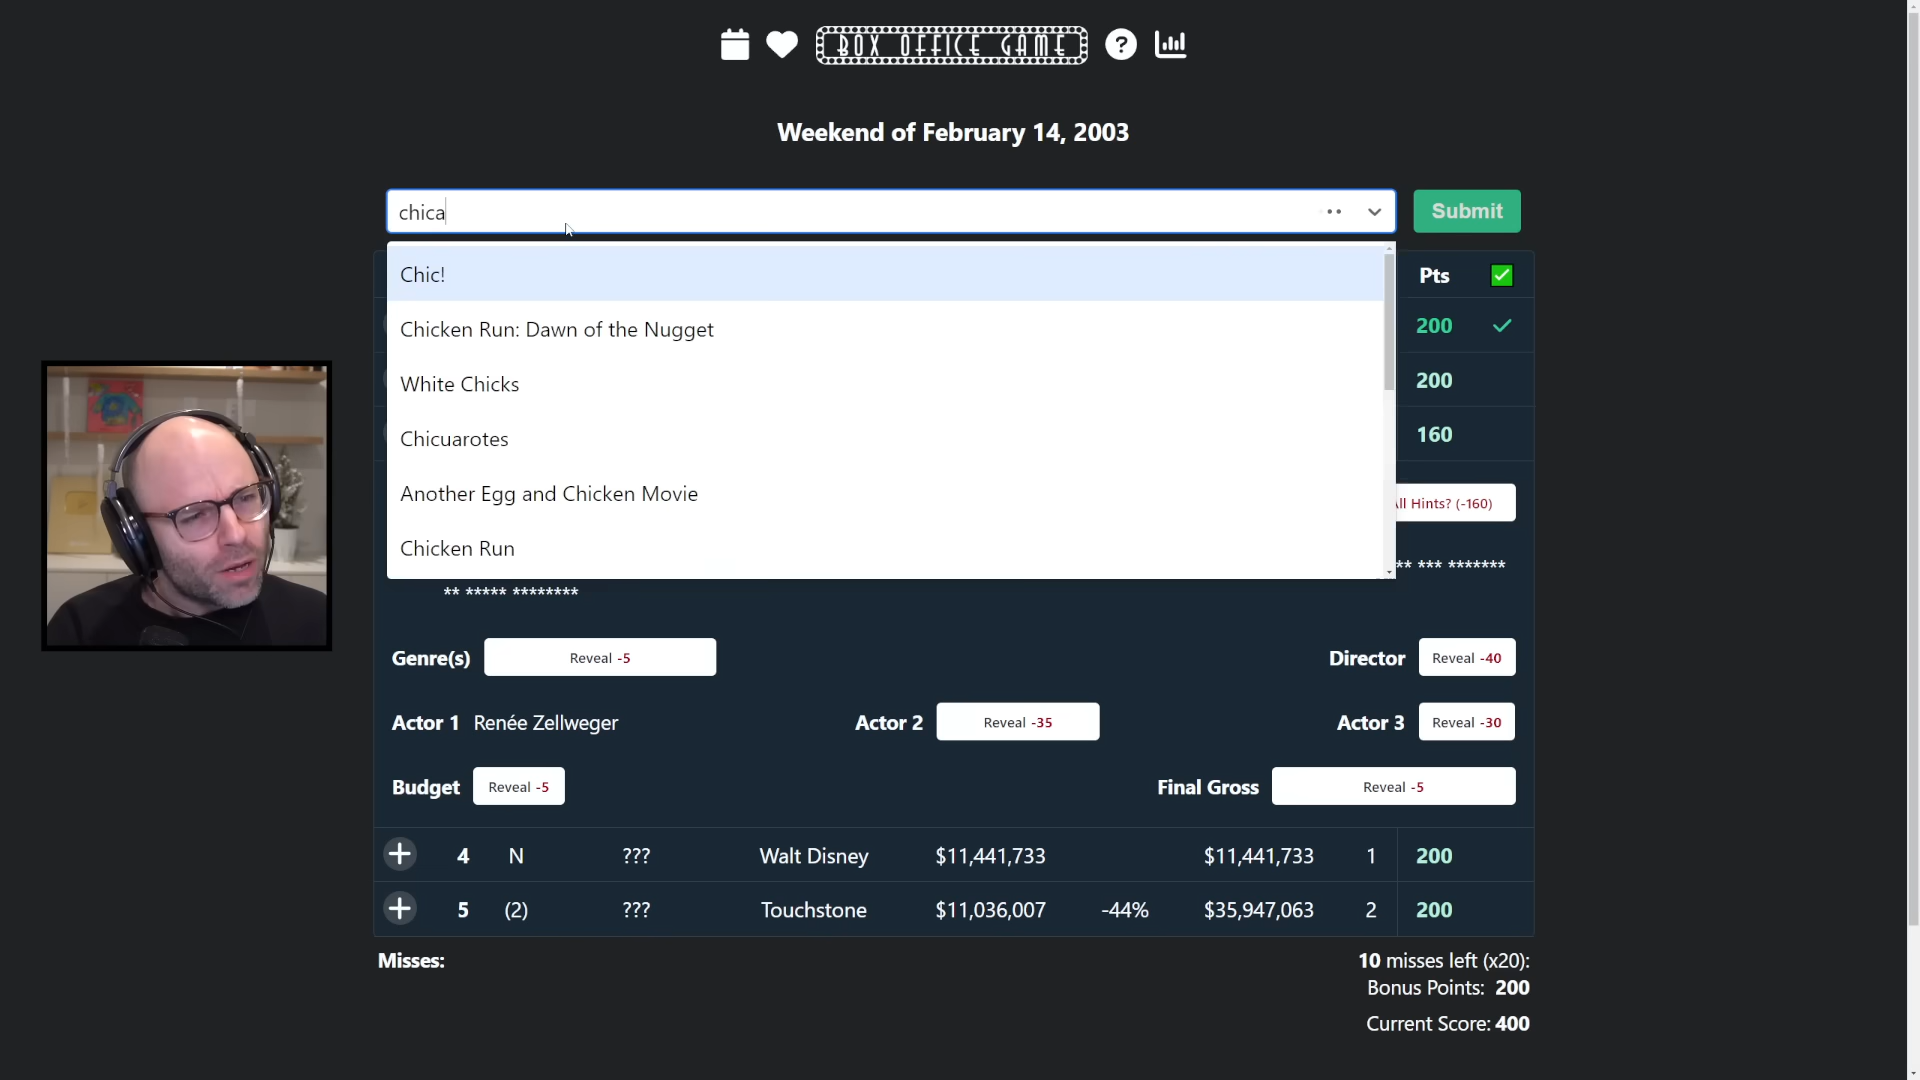 BOX OFFICE GAME ?
Weekend of February 14, 2003
chica
Submit
Chic!
Pts
Chicken Run: Dawn of the Nugget
200
White Chicks
200
Chicuarotes
160
Another Egg and Chicken Movie
ll Hints? (-160)
Chicken Run
** *** *******
** ***** ********
Genre(s) Reveal -5 Director Reveal -40
Actor 1 Renée Zellweger Actor 2 Reveal -35 Actor 3 Reveal -30
Budget Reveal -5 Final Gross Reveal -5
4 N ??? Walt Disney $11,441,733 $11,441,733 1 200
5 (2) ??? Touchstone $11,036,007 -44% $35,947,063 2 200
Misses: 10 misses left (x20):
Bonus Points: 200
Current Score: 400